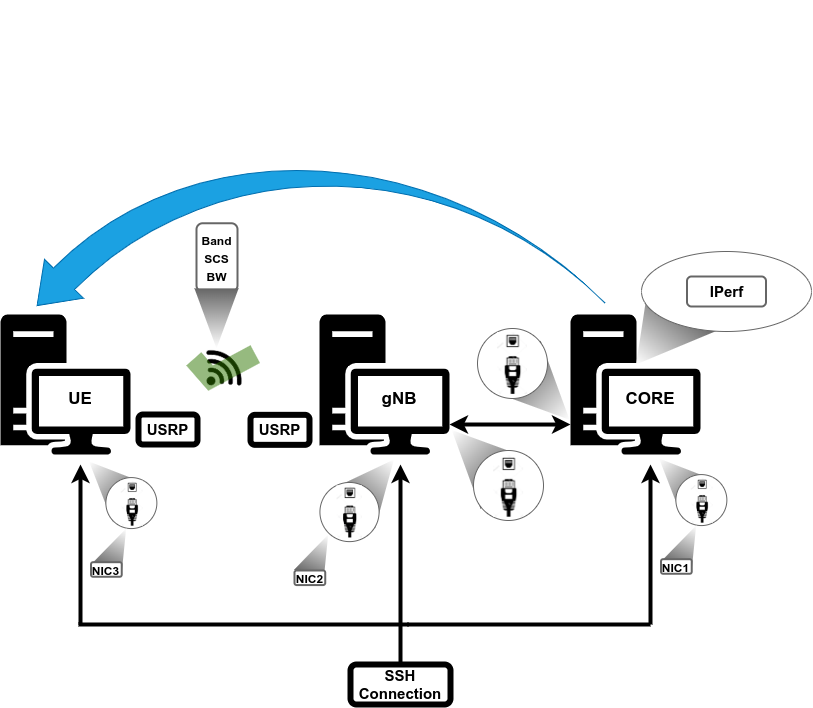 Band
SCS
BW
IPerf
UE
gNB
CORE
USRP
USRP
NIC3
NIC2
NIC1
SSH
Connection